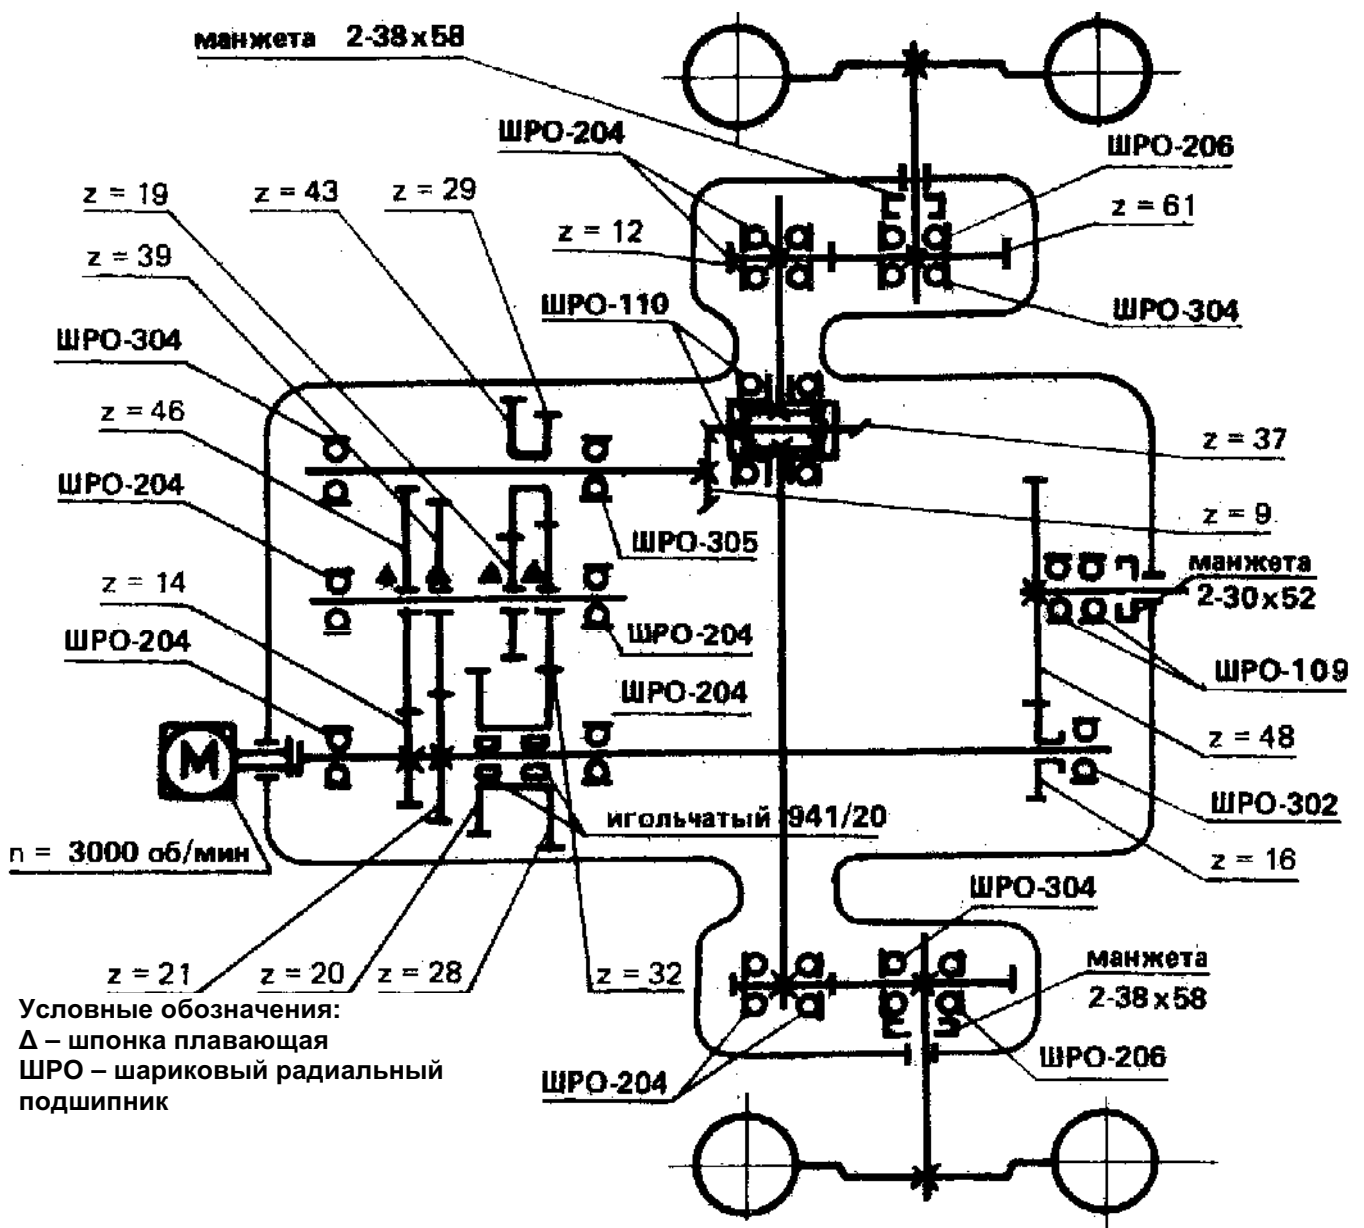 манжета 2-38х58
ШРО-204
ШРО-206
z = 19
z = 43
z = 29
z = 61
z = 12
z = 39
ШРО-110
ШРО-304
ШРО-304
z = 46
z = 37
ШРО-204
z = 9
ШРО-305
манжета
2-30х52
z = 14
ШРО-204
ШРО-204
ШРО-109
ШРО-204
М
z = 48
ШРО-302
игольчатый 941/20
n = 3000 об/мин
z = 16
ШРО-304
z = 21
z = 20
z = 28
z = 32
манжета
2-38х58
Условные обозначения:
Δ – шпонка плавающая
ШРО – шариковый радиальный
подшипник
ШРО-206
ШРО-204